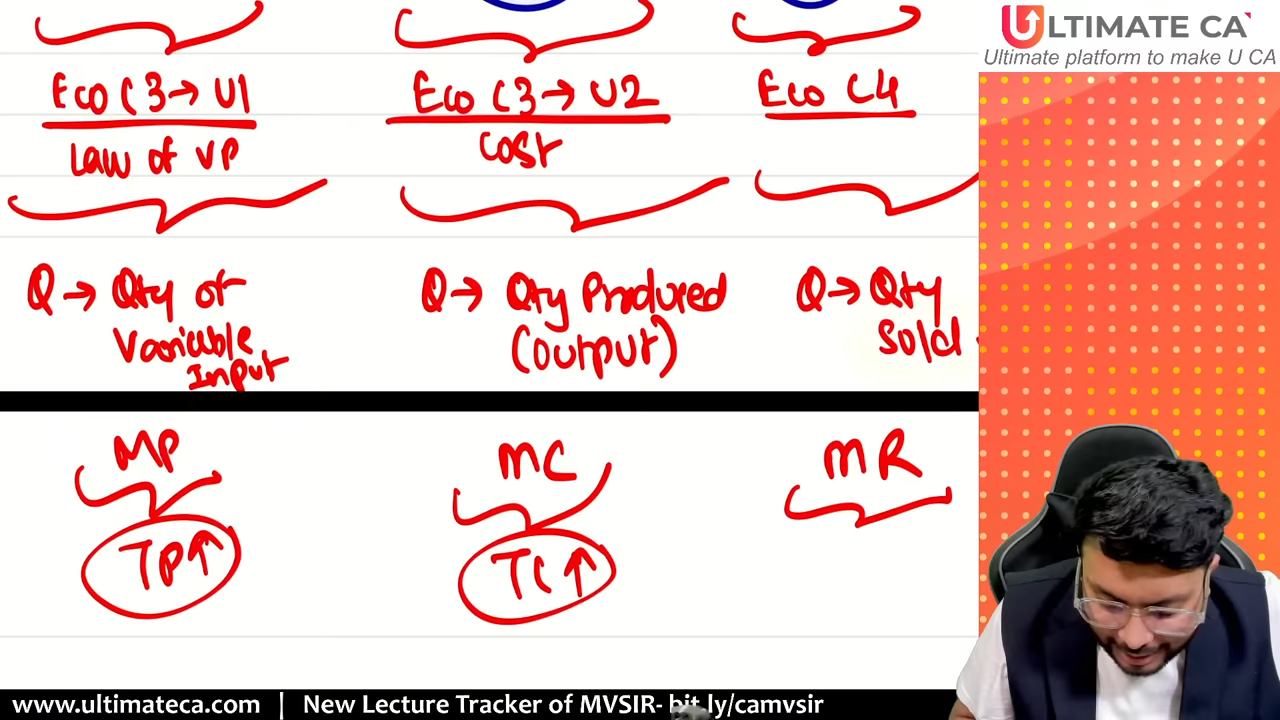 ULTIMATE CA
Ultimate platform to make U CA
Eco C3→ U1
Law of VP
Eco C3→ U2
Cost
Eco C4
Q → Qty of
Variable
Input
Q → Qty Produced
(output)
Q → Qty
Sold
MP
TP↑
MC
TC↑
MR
www.ultimateca.com | New Lecture Tracker of MVSIR- bit.ly/camvsir